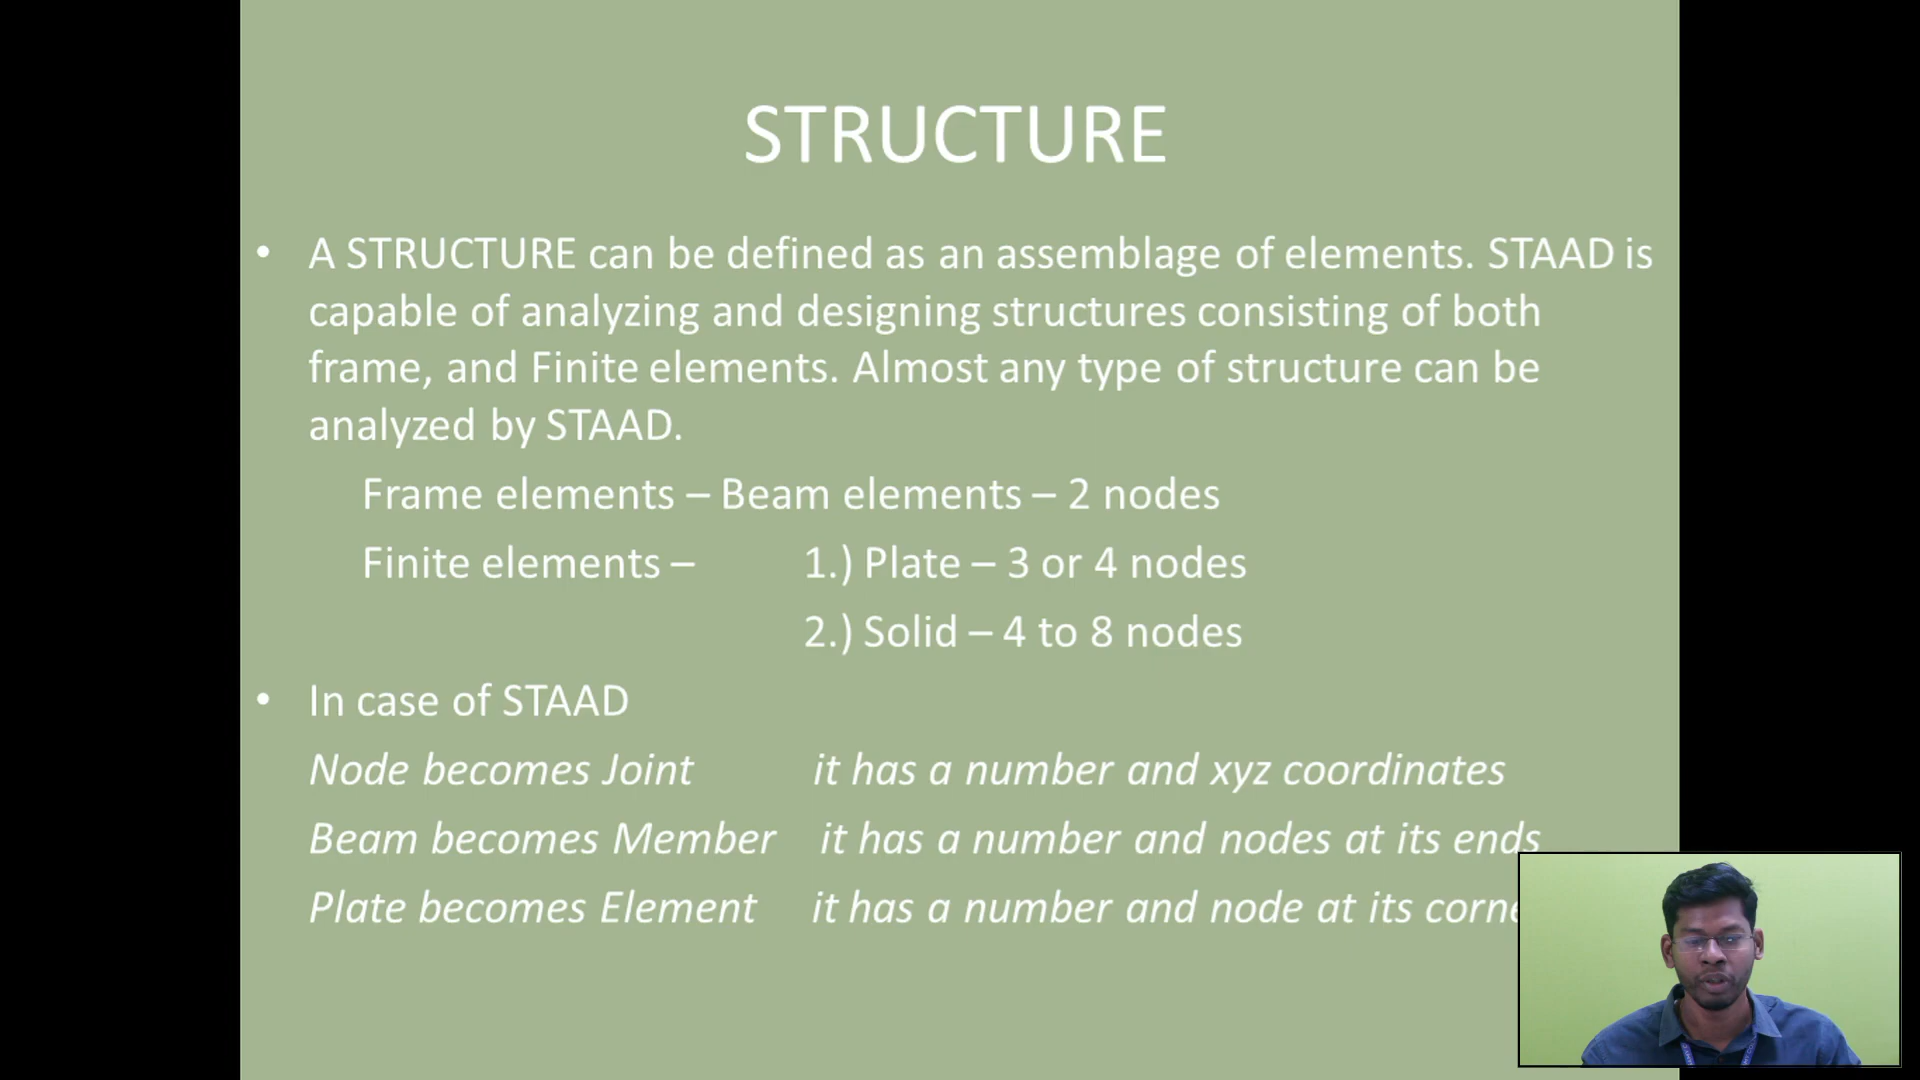 STRUCTURE
• A STRUCTURE can be defined as an assemblage of elements. STAAD is
capable of analyzing and designing structures consisting of both
frame, and Finite elements. Almost any type of structure can be
analyzed by STAAD.
Frame elements – Beam elements – 2 nodes
Finite elements – 1.) Plate – 3 or 4 nodes
2.) Solid – 4 to 8 nodes
• In case of STAAD
Node becomes Joint it has a number and xyz coordinates
Beam becomes Member it has a number and nodes at its ends
Plate becomes Element it has a number and node at its